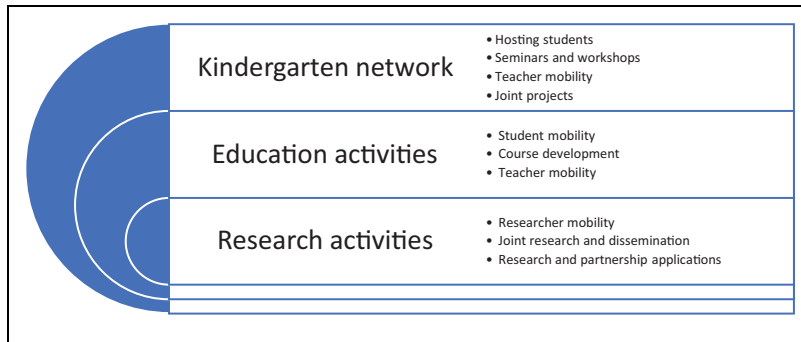 Kindergarten network
• Hosting students
• Seminars and workshops
• Teacher mobility
• Joint projects
Education activities
• Student mobility
• Course development
• Teacher mobility
Research activities
• Researcher mobility
• Joint research and dissemination
• Research and partnership applications